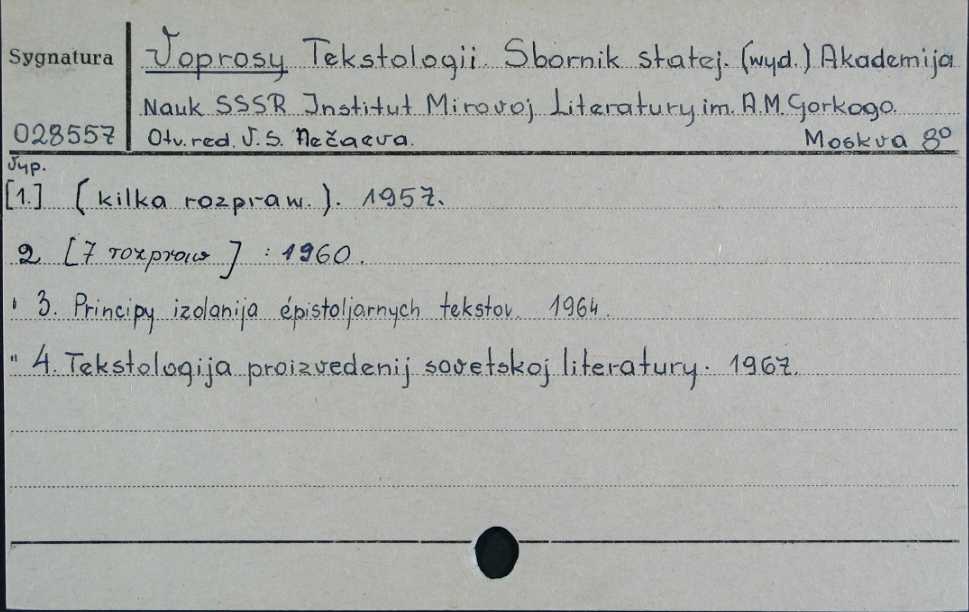 Sygnatura
Voprosy Tekstologii. Sbornik statej. (wyd.) Akademija
Nauk SSSR Institut Mirovoj Literatury im. A.M. Gorkogo.
028557 Otv. red. V.S. Nečaeva. Moskva 8°
Typ.
[1.] (kilka rozpraw.). 1957.
2 [7 rozpraw] : 1960.
' 3. Principy izdanija épistoljarnych tekstov. 1964.
" 4. Tekstologija proizvedenij sovetskoj literatury. 1967.